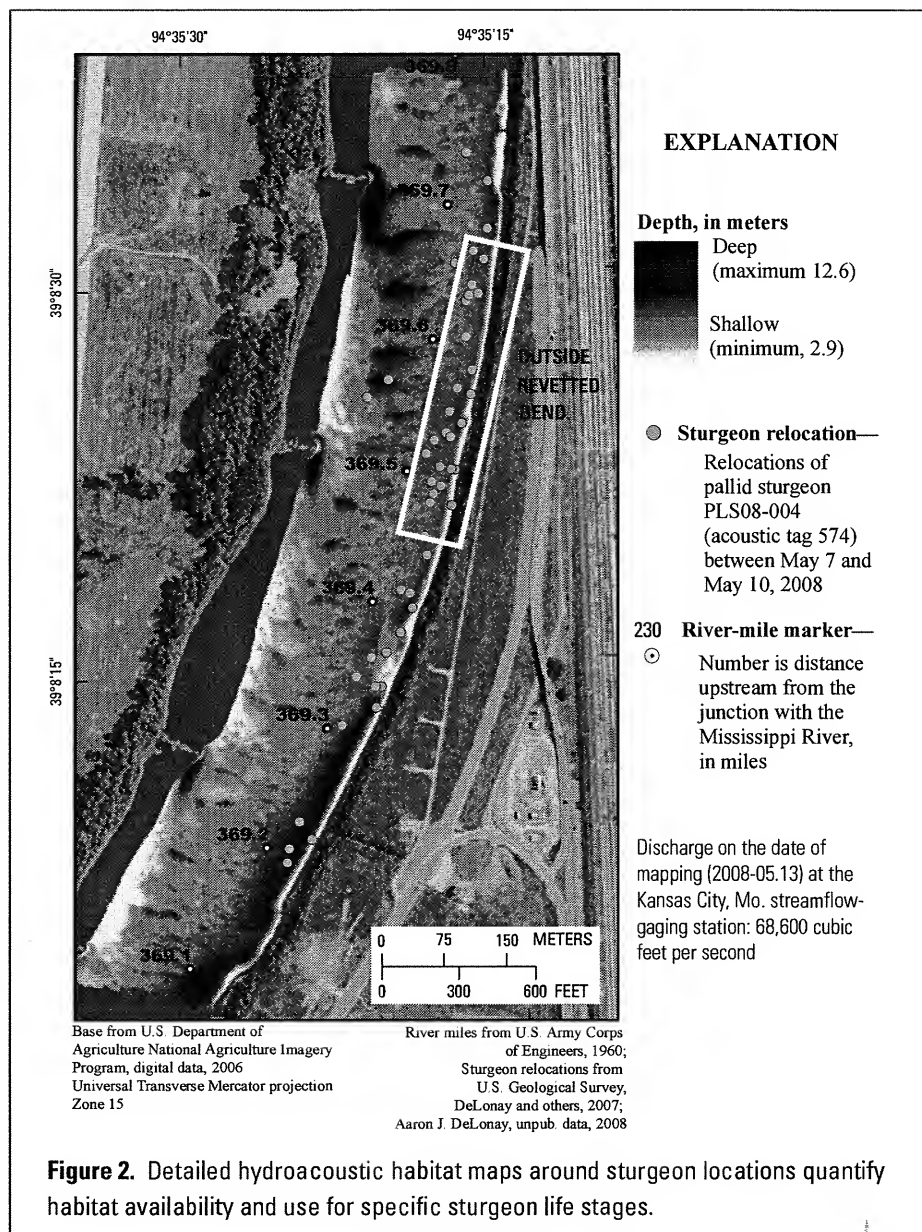 94°35'30"
94°35'15"
39°8'30"
39°8'15"
369.9
369.7
369.6
369.5
369.4
369.3
369.2
369.1
OUTSIDE
REVETTED
BEND
0 75 150 METERS
0 300 600 FEET
EXPLANATION
Depth, in meters
Deep
(maximum 12.6)
Shallow
(minimum, 2.9)
Sturgeon relocation—
Relocations of
pallid sturgeon
PLS08-004
(acoustic tag 574)
between May 7 and
May 10, 2008
230 River-mile marker—
Number is distance
upstream from the
junction with the
Mississippi River,
in miles
Discharge on the date of
mapping (2008-05.13) at the
Kansas City, Mo. streamflow-
gaging station: 68,600 cubic
feet per second
Base from U.S. Department of
Agriculture National Agriculture Imagery
Program, digital data, 2006
Universal Transverse Mercator projection
Zone 15
River miles from U.S. Army Corps
of Engineers, 1960;
Sturgeon relocations from
U.S. Geological Survey,
DeLonay and others, 2007;
Aaron J. DeLonay, unpub. data, 2008
Figure 2. Detailed hydroacoustic habitat maps around sturgeon locations quantify
habitat availability and use for specific sturgeon life stages.